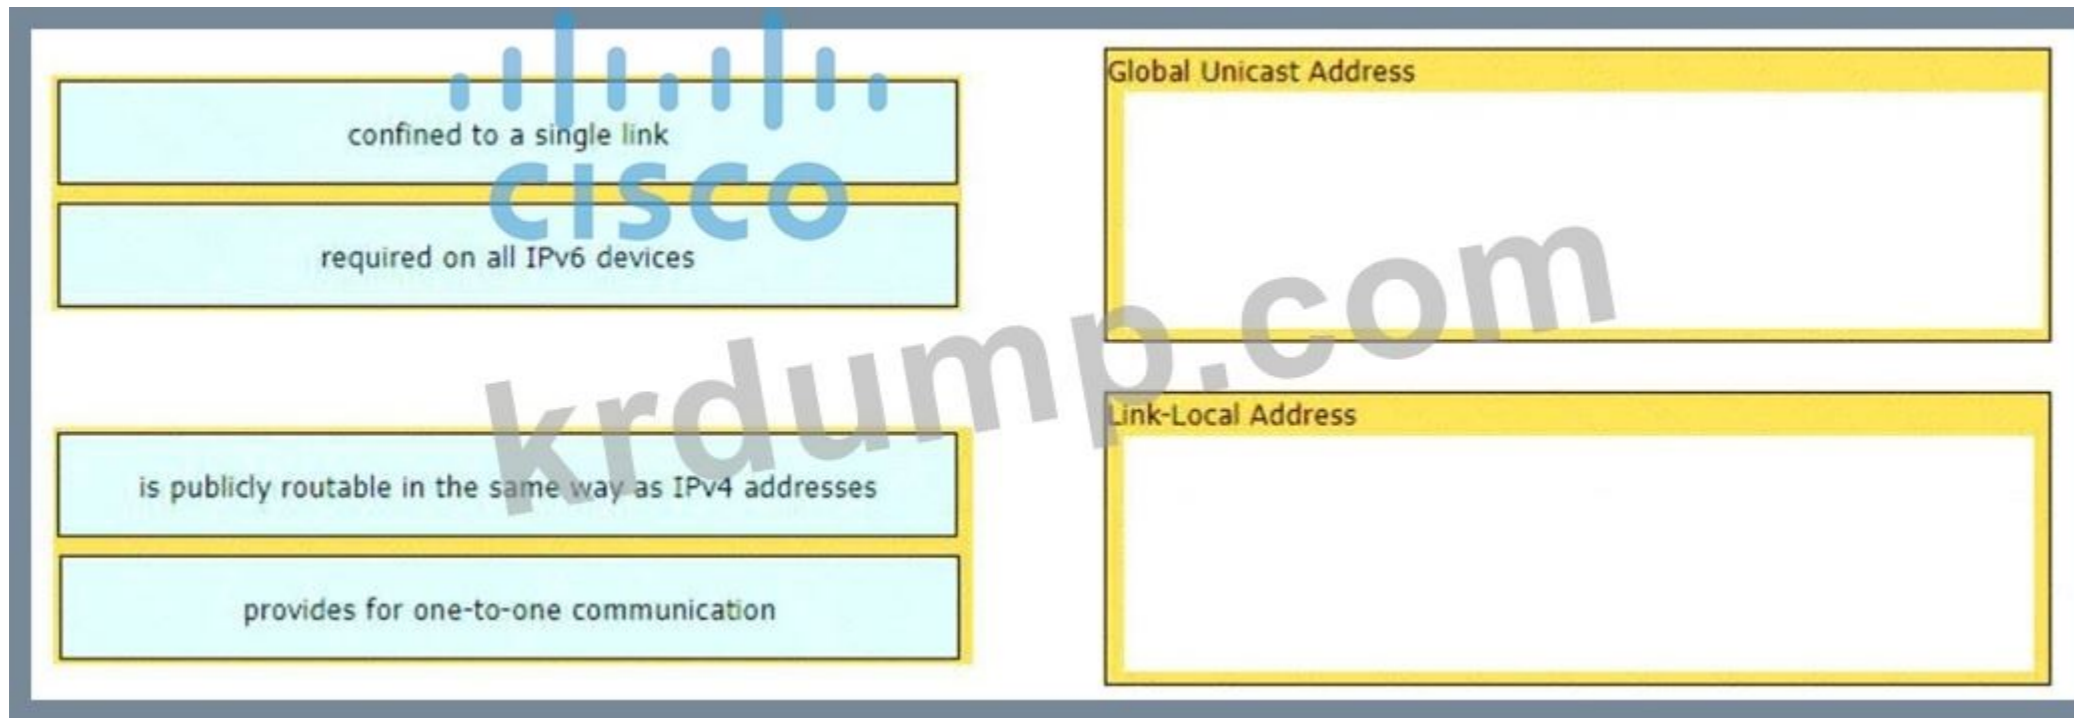 CISCO
confined to a single link
required on all IPv6 devices
is publicly routable in the same way as IPv4 addresses
provides for one-to-one communication
Global Unicast Address
Link-Local Address
krdump.com